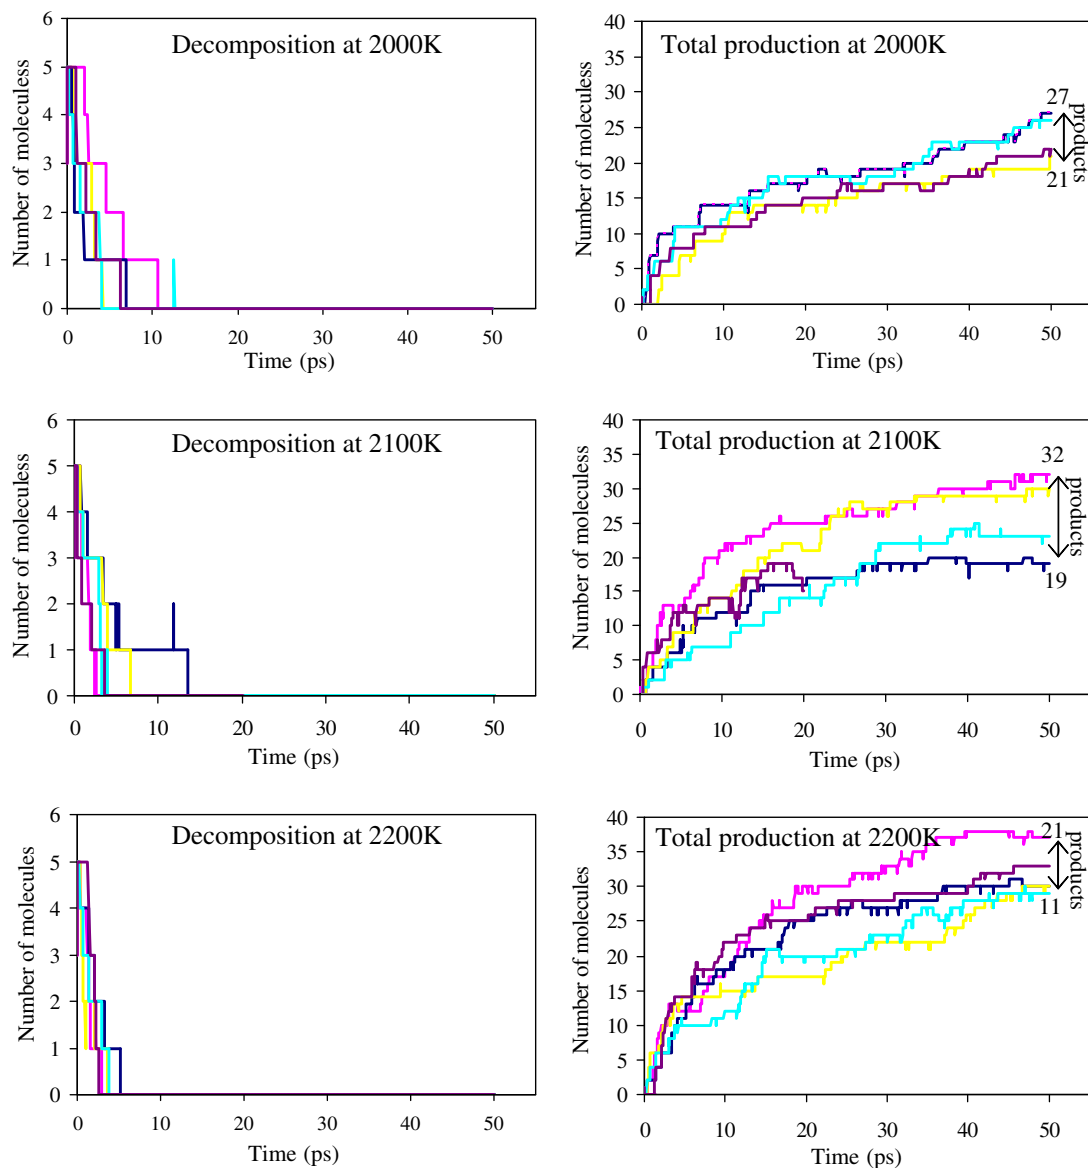 Decomposition at 2000K
Number of moleculess
6
5
4
3
2
1
0
0 10 20 30 40 50
Time (ps)
Total production at 2000K
Number of moleculess
40
35
30
25
20
15
10
5
0
27
products
21
0 10 20 30 40 50
Time (ps)
Decomposition at 2100K
Number of moleculess
6
5
4
3
2
1
0
0 10 20 30 40 50
Time (ps)
Total production at 2100K
Number of moleculess
40
35
30
25
20
15
10
5
0
32
products
19
0 10 20 30 40 50
Time (ps)
Decomposition at 2200K
Number of molecules
6
5
4
3
2
1
0
0 10 20 30 40 50
Time (ps)
Total production at 2200K
Number of molecules
40
35
30
25
20
15
10
5
0
21
products
11
0 10 20 30 40 50
Time (ps)